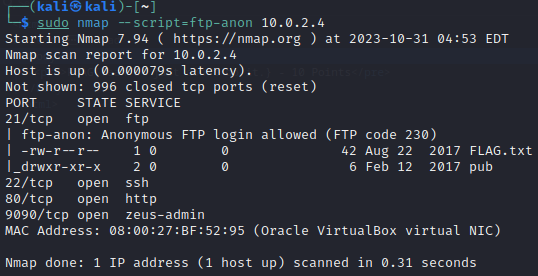 ┌──(kali㉿kali)-[~]
└─$ sudo nmap --script=ftp-anon 10.0.2.4
Starting Nmap 7.94 ( https://nmap.org ) at 2023-10-31 04:53 EDT
Nmap scan report for 10.0.2.4
Host is up (0.000079s latency).
Not shown: 996 closed tcp ports (reset)
PORT     STATE SERVICE
21/tcp   open  ftp
| ftp-anon: Anonymous FTP login allowed (FTP code 230)
| -rw-r--r--    1 0        0              42 Aug 22  2017 FLAG.txt
|_drwxr-xr-x    2 0        0               6 Feb 12  2017 pub
22/tcp   open  ssh
80/tcp   open  http
9090/tcp open  zeus-admin
MAC Address: 08:00:27:BF:52:95 (Oracle VirtualBox virtual NIC)
Nmap done: 1 IP address (1 host up) scanned in 0.31 seconds